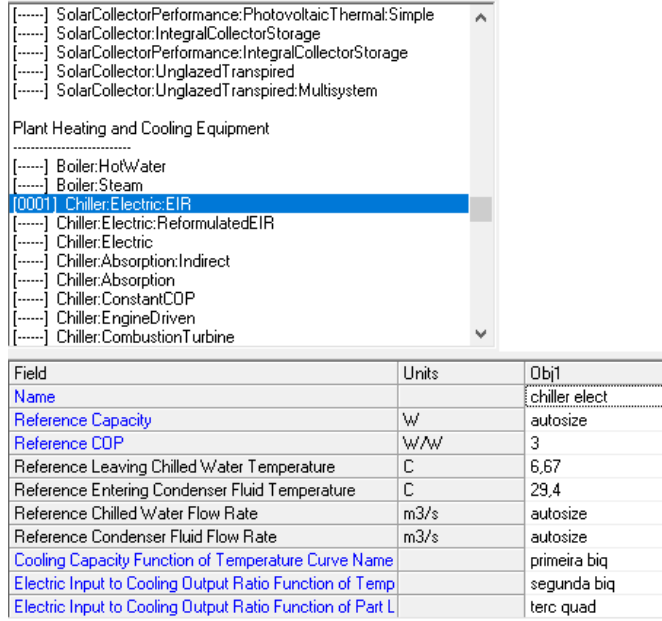 [------] SolarCollectorPerformance:PhotovoltaicThermal:Simple
[------] SolarCollector:IntegralCollectorStorage
[------] SolarCollectorPerformance:IntegralCollectorStorage
[------] SolarCollector:UnglazedTranspired
[------] SolarCollector:UnglazedTranspired:Multisystem
Plant Heating and Cooling Equipment
--------------------------
[------] Boiler:HotWater
[------] Boiler:Steam
[0001] Chiller:Electric:EIR
[------] Chiller:Electric:ReformulatedEIR
[------] Chiller:Electric
[------] Chiller:Absorption:Indirect
[------] Chiller:Absorption
[------] Chiller:ConstantCOP
[------] Chiller:EngineDriven
[------] Chiller:CombustionTurbine
Field Units Obj1
Name chiller elect
Reference Capacity W autosize
Reference COP W/W 3
Reference Leaving Chilled Water Temperature C 6,67
Reference Entering Condenser Fluid Temperature C 29,4
Reference Chilled Water Flow Rate m3/s autosize
Reference Condenser Fluid Flow Rate m3/s autosize
Cooling Capacity Function of Temperature Curve Name primeira biq
Electric Input to Cooling Output Ratio Function of Temp segunda biq
Electric Input to Cooling Output Ratio Function of Part L terc quad